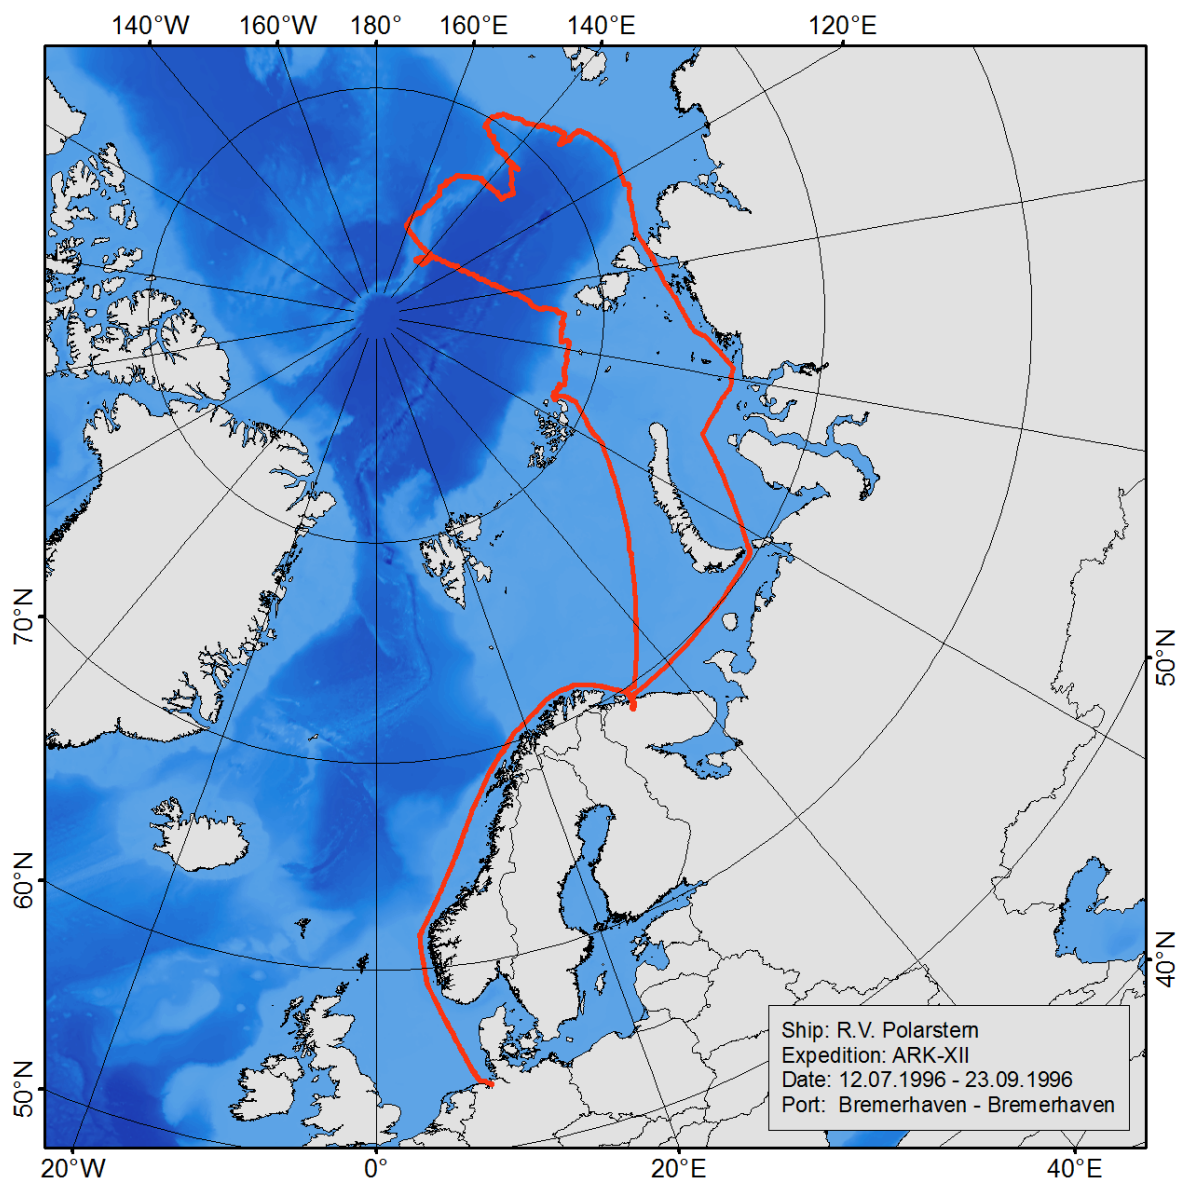 140°W 160°W 180° 160°E 140°E 120°E
70°N
60°N
50°N
50°N
40°N
Ship: R.V. Polarstern
Expedition: ARK-XII
Date: 12.07.1996 - 23.09.1996
Port: Bremerhaven - Bremerhaven
20°W 0° 20°E 40°E